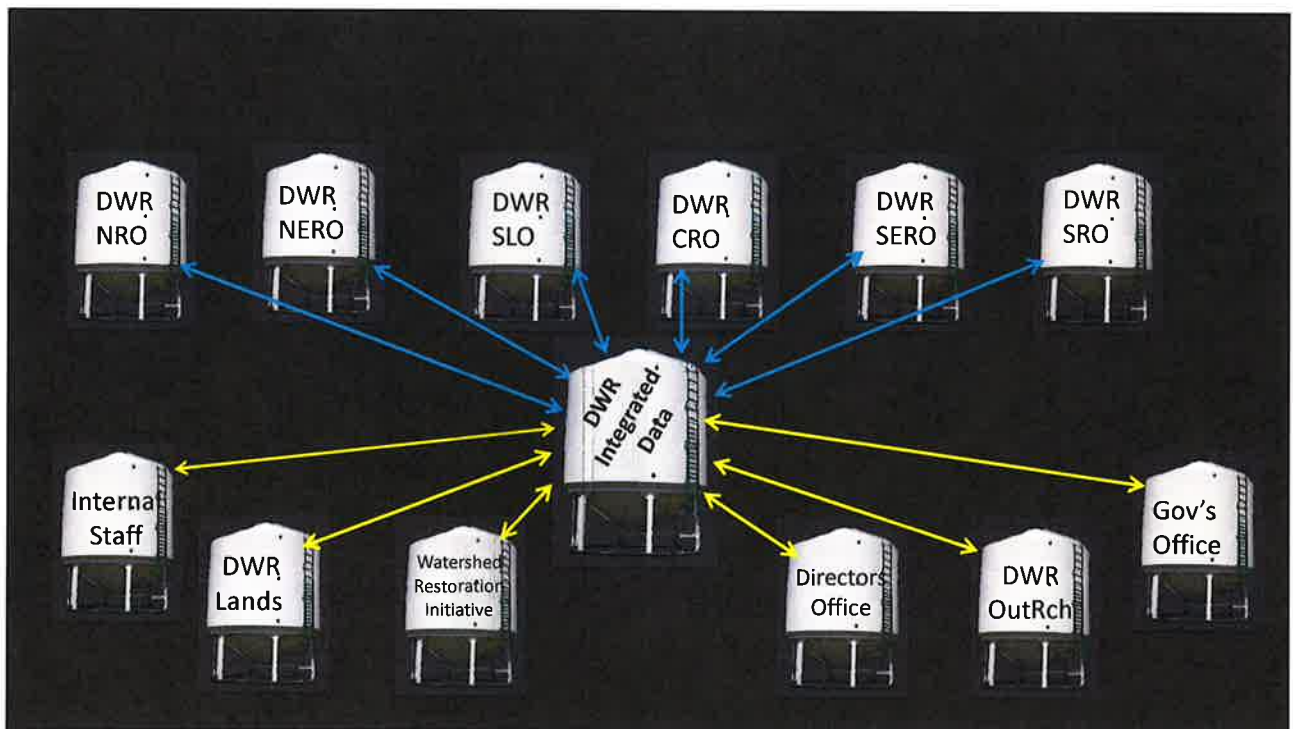 DWR
NRO
DWR
NERO
DWR
SLO
DWR
CRO
DWR
SERO
DWR
SRO
DWR
Integrated-
Data
Internal
Staff
DWR
Lands
Watershed
Restoration
Initiative
Directors
Office
DWR
OutRch
Gov's
Office